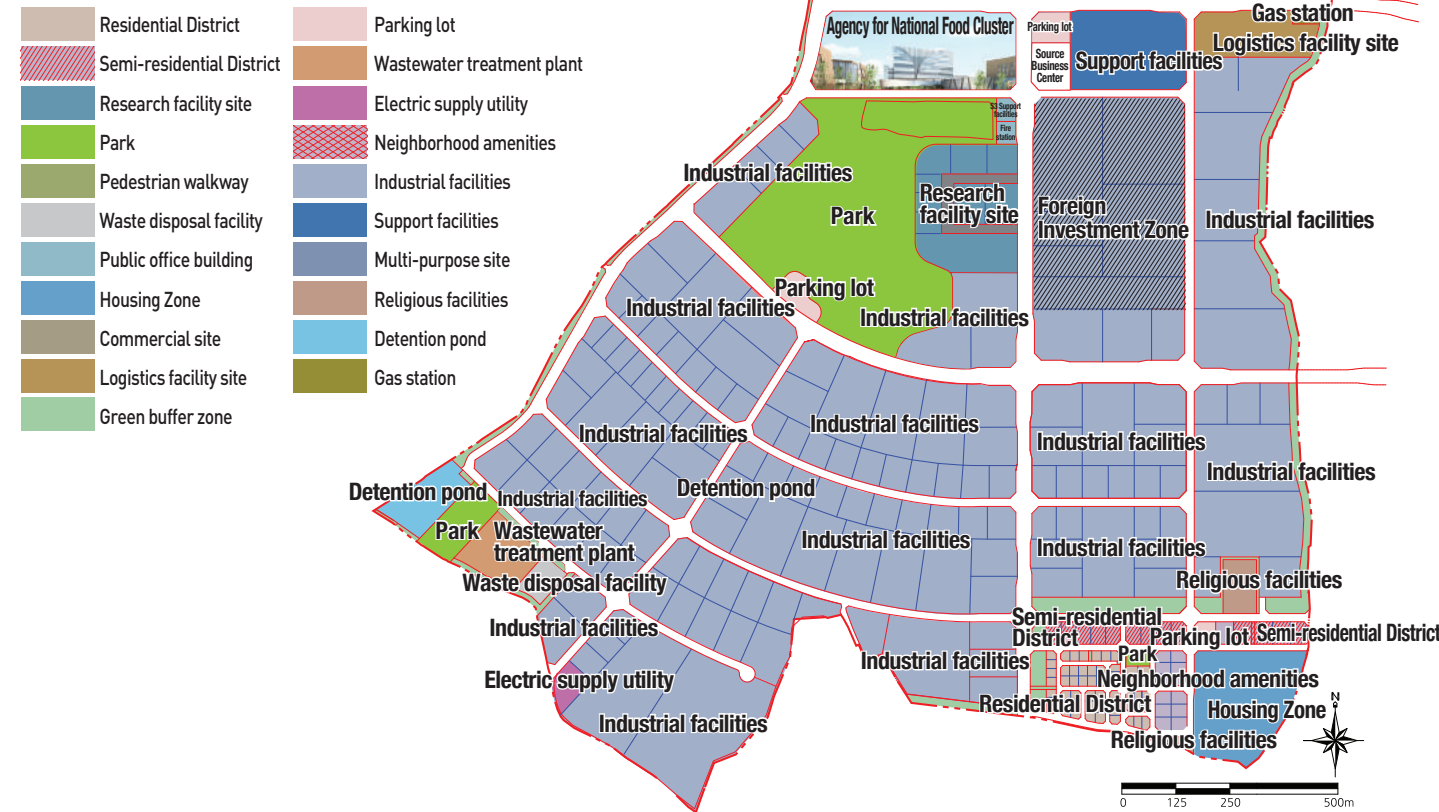 Residential District
Semi-residential District
Research facility site
Park
Pedestrian walkway
Waste disposal facility
Public office building
Housing Zone
Commercial site
Logistics facility site
Green buffer zone
Parking lot
Wastewater treatment plant
Electric supply utility
Neighborhood amenities
Industrial facilities
Support facilities
Multi-purpose site
Religious facilities
Detention pond
Gas station
Agency for National Food Cluster
Parking lot
Source
Business
Center
Support facilities
Gas station
Logistics facility site
S3 Support
facilities
Fire
station
Industrial facilities
Park
Research
facility site
Foreign
Investment Zone
Industrial facilities
Parking lot
Industrial facilities
Industrial facilities
Industrial facilities
Industrial facilities
Industrial facilities
Industrial facilities
Detention pond
Industrial facilities
Detention pond
Industrial facilities
Park
Wastewater
treatment plant
Industrial facilities
Industrial facilities
Waste disposal facility
Religious facilities
Industrial facilities
Semi-residential
District
Parking lot
Semi-residential District
Park
Industrial facilities
Electric supply utility
Neighborhood amenities
Residential District
Housing Zone
Industrial facilities
Religious facilities
N
0
125
250
500m